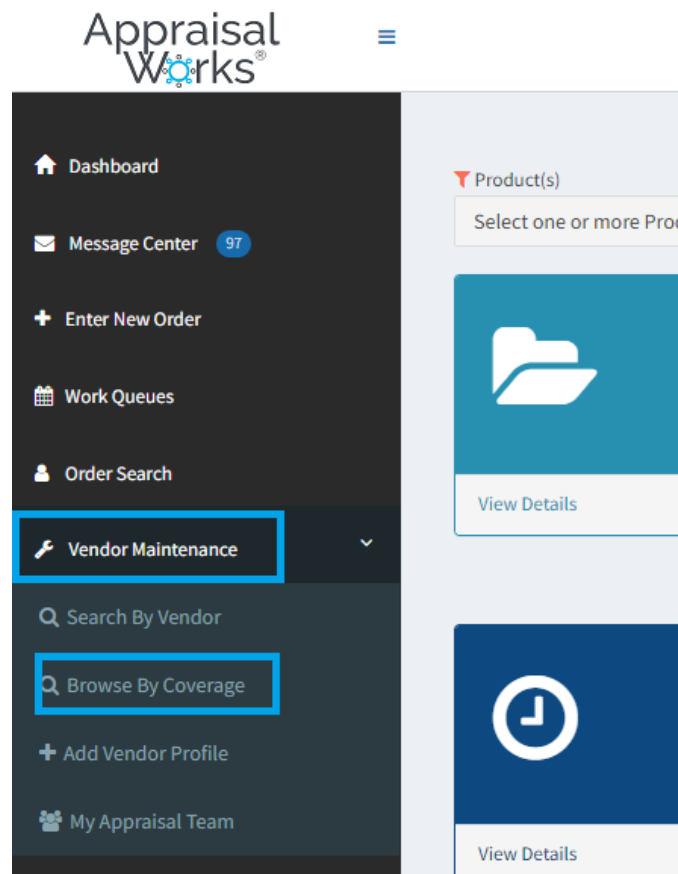 Appraisal
Works®
Dashboard
Message Center 97
Enter New Order
Work Queues
Order Search
Vendor Maintenance
Search By Vendor
Browse By Coverage
Add Vendor Profile
My Appraisal Team
Product(s)
Select one or more Prod
View Details
View Details